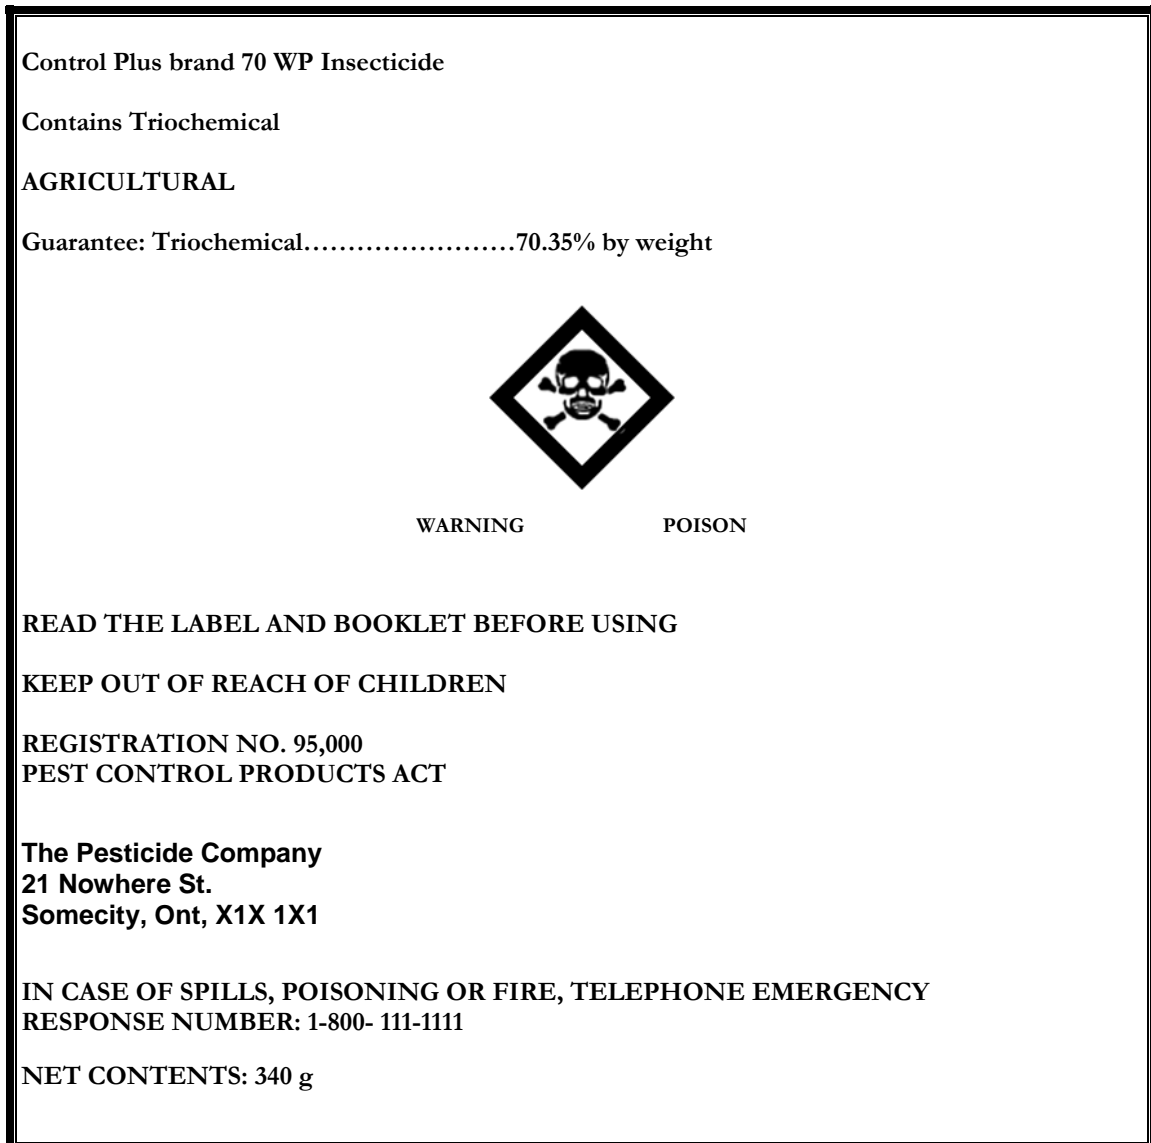 Control Plus brand 70 WP Insecticide
Contains Triochemical
AGRICULTURAL
Guarantee: Triochemical……………………70.35% by weight
WARNING POISON
READ THE LABEL AND BOOKLET BEFORE USING
KEEP OUT OF REACH OF CHILDREN
REGISTRATION NO. 95,000
PEST CONTROL PRODUCTS ACT
The Pesticide Company
21 Nowhere St.
Somecity, Ont, X1X 1X1
IN CASE OF SPILLS, POISONING OR FIRE, TELEPHONE EMERGENCY
RESPONSE NUMBER: 1-800- 111-1111
NET CONTENTS: 340 g